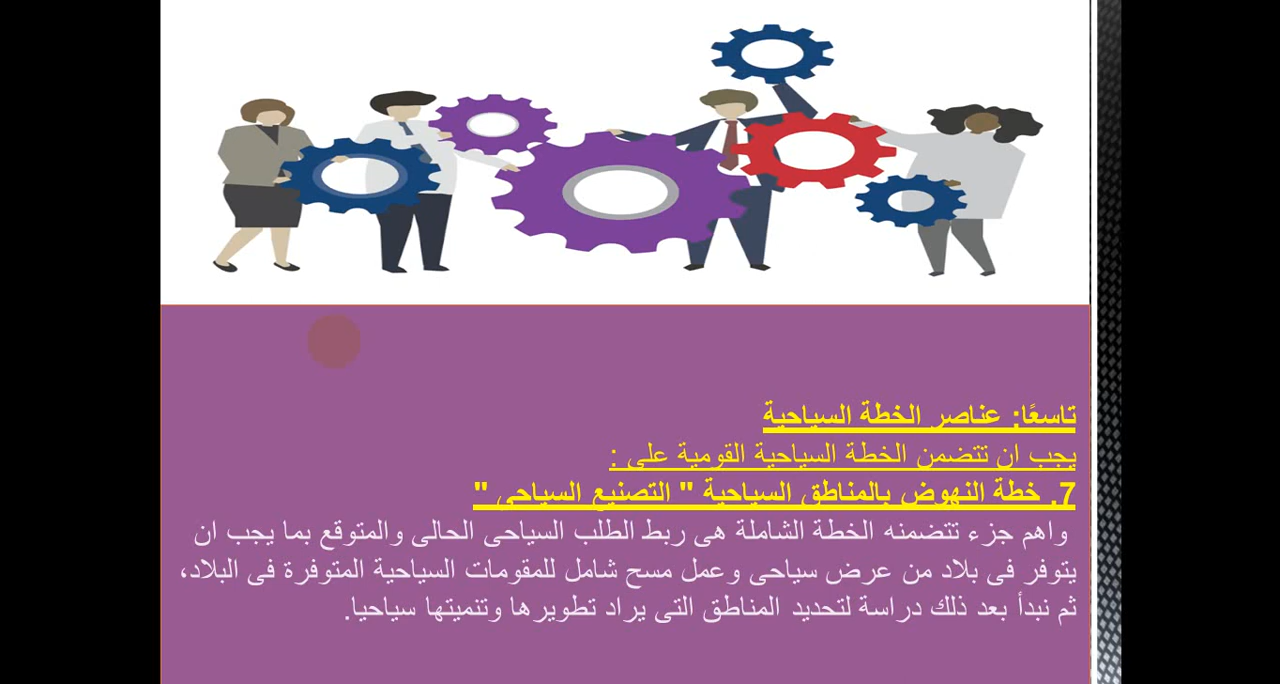 تاسعًا: عناصر الخطة السياحية
يجب ان تتضمن الخطة السياحية القومية على :
7. خطة النهوض بالمناطق السياحية " التصنيع السياحى "
واهم جزء تتضمنه الخطة الشاملة هى ربط الطلب السياحى الحالى والمتوقع بما يجب ان
يتوفر فى بلاد من عرض سياحى وعمل مسح شامل للمقومات السياحية المتوفرة فى البلاد،
ثم نبدأ بعد ذلك دراسة لتحديد المناطق التى يراد تطويرها وتنميتها سياحيا.